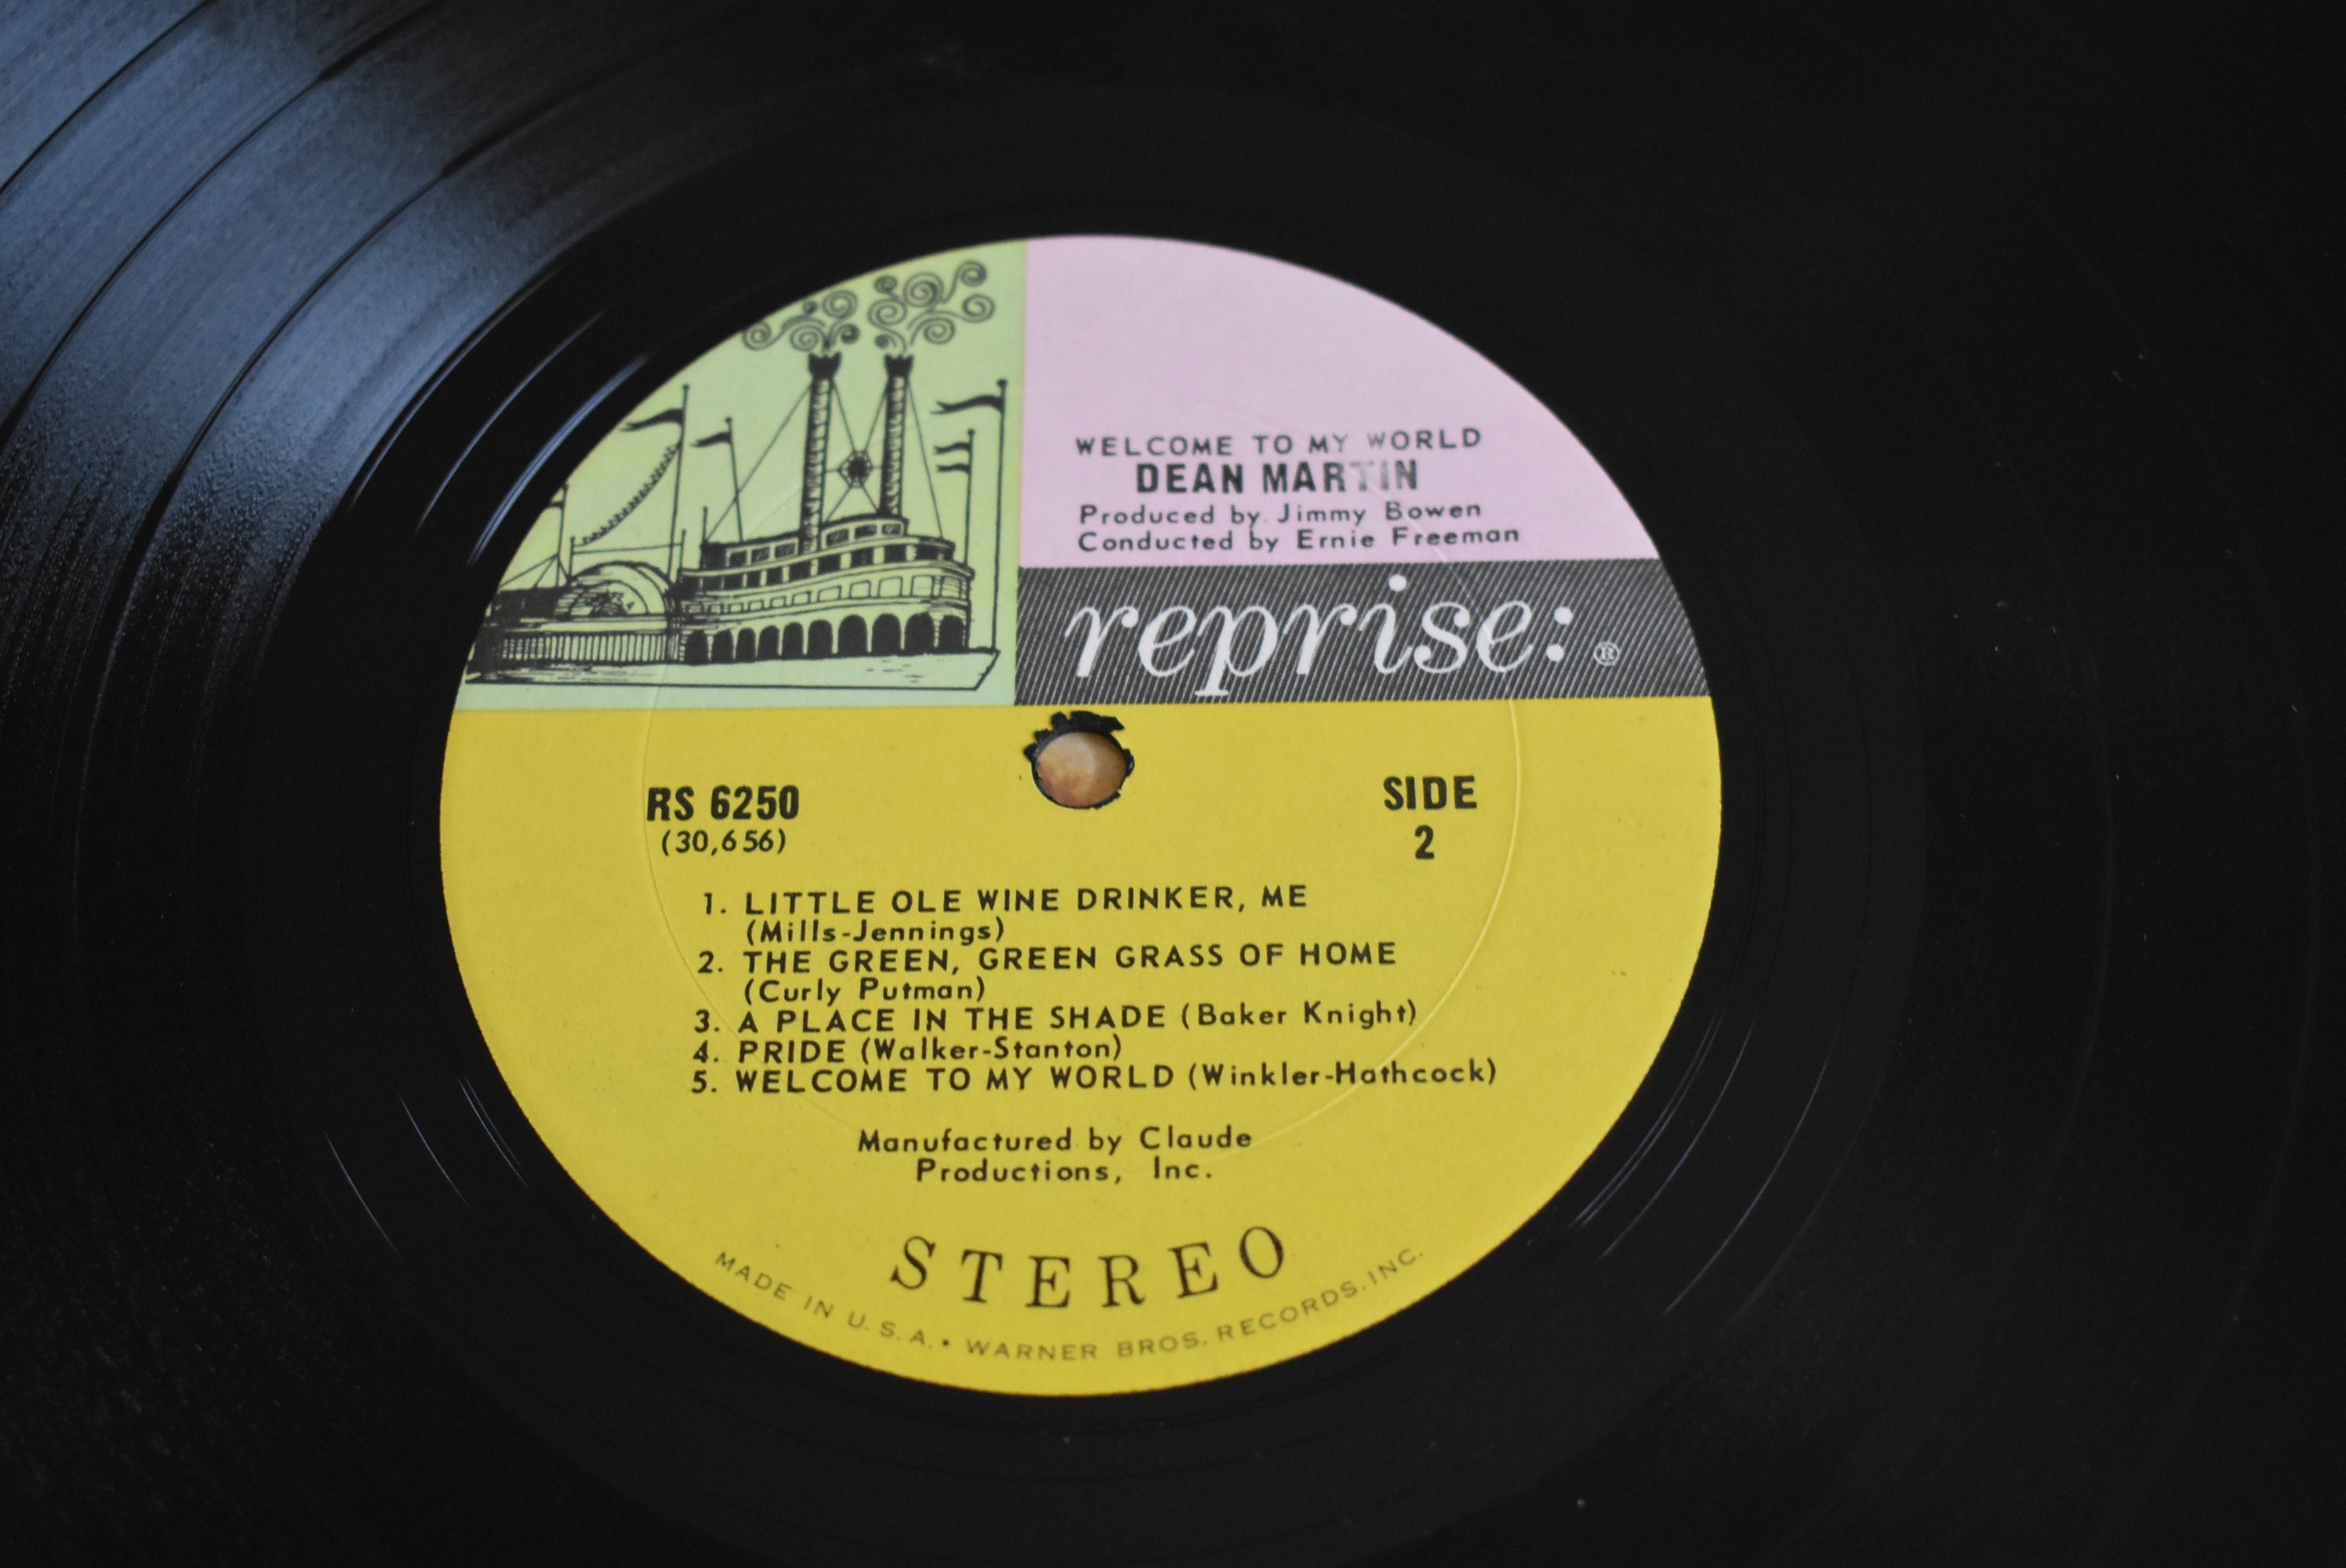 WELCOME TO MY WORLD
DEAN MARTIN
Produced by Jimmy Bowen
Conducted by Ernie Freeman
reprise: ®
RS 6250
(30,656)
SIDE
2
1. LITTLE OLE WINE DRINKER, ME
(Mills-Jennings)
2. THE GREEN, GREEN GRASS OF HOME
(Curly Putman)
3. A PLACE IN THE SHADE (Baker Knight)
4. PRIDE (Walker-Stanton)
5. WELCOME TO MY WORLD (Winkler-Hathcock)
Manufactured by Claude
Productions, Inc.
STEREO
MADE IN U.S.A. • WARNER BROS. RECORDS, INC.